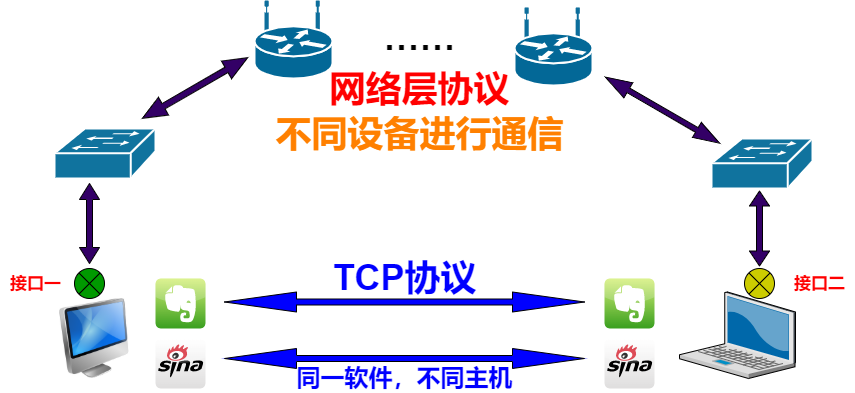 ......
网络层协议
不同设备进行通信
接口一
接口二
TCP协议
sina
sina
同一软件，不同主机